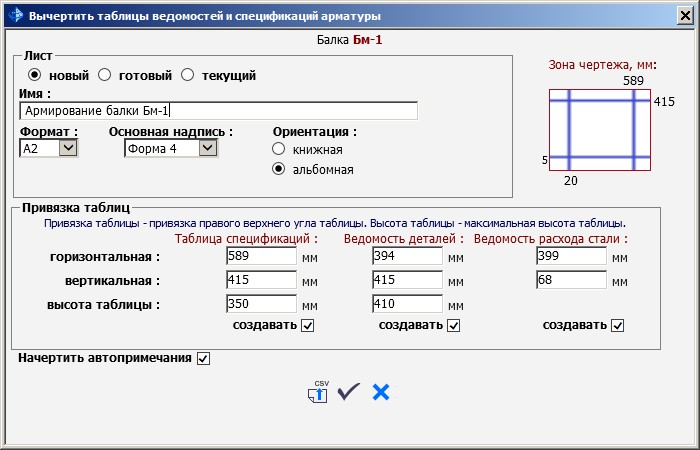 Вычертить таблицы ведомостей и спецификаций арматуры
Балка Бм-1
Лист
новый готовый текущий
Имя :
Армирование балки Бм-1
Формат : Основная надпись : Ориентация :
А2 Форма 4 книжная
альбомная
Зона чертежа, мм:
589
415
5
20
Привязка таблиц
Привязка таблицы - привязка правого верхнего угла таблицы. Высота таблицы - максимальная высота таблицы.
Таблица спецификаций : Ведомость деталей : Ведомость расхода стали :
горизонтальная : 589 мм 394 мм 399 мм
вертикальная : 415 мм 415 мм 68 мм
высота таблицы : 350 мм 410 мм
создавать создавать создавать
Начертить автопримечания
CSV